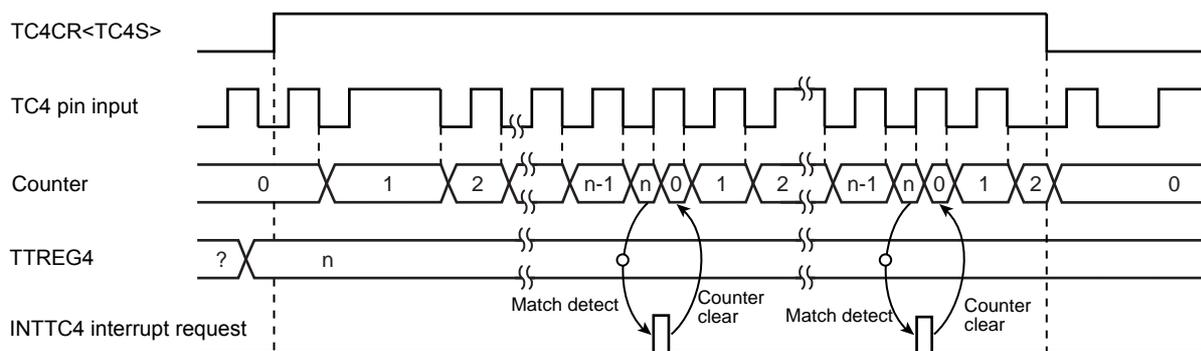 TC4CR<TC4S>
TC4 pin input
Counter 0 1 2 n-1 n 0 1 2 n-1 n 0 1 2 0
TTREG4 ? n
Match detect Counter clear Match detect Counter clear
INTTC4 interrupt request